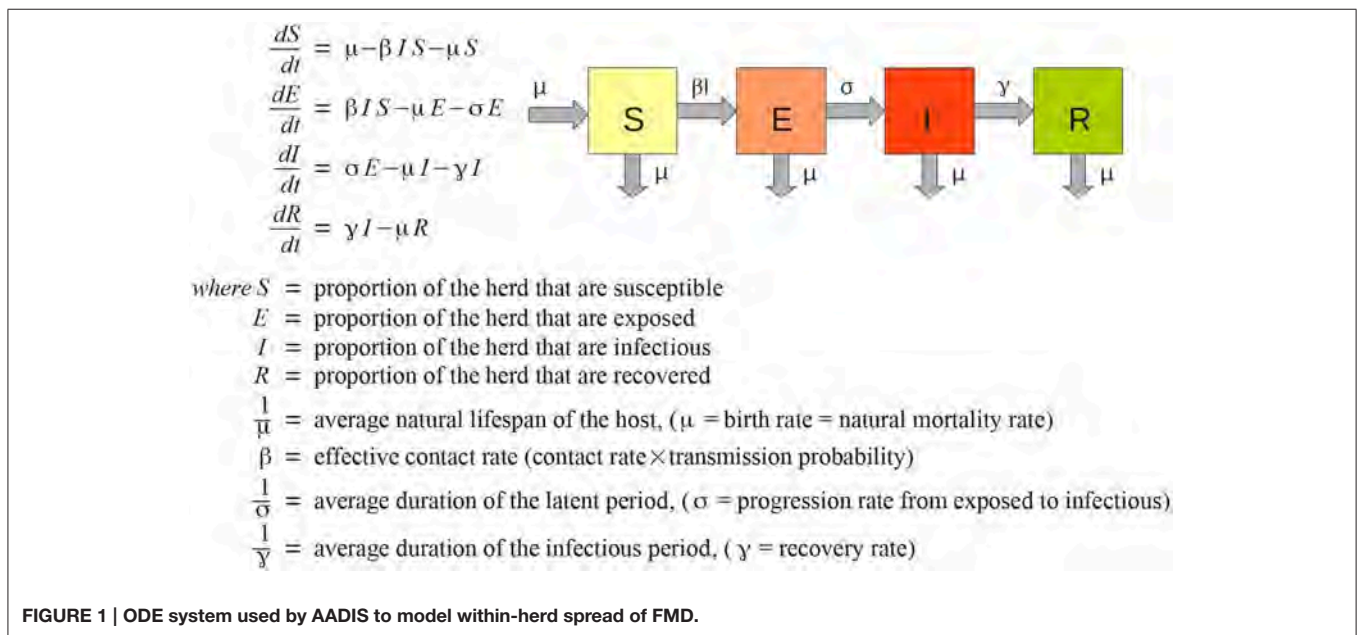 dS/dt = μ−βIS−μS
dE/dt = βIS−μE−σE
dI/dt = σE−μI−γI
dR/dt = γI−μR
μ βI σ γ
S E I R
μ μ μ μ
where S = proportion of the herd that are susceptible
E = proportion of the herd that are exposed
I = proportion of the herd that are infectious
R = proportion of the herd that are recovered
1/μ = average natural lifespan of the host, (μ = birth rate = natural mortality rate)
β = effective contact rate (contact rate×transmission probability)
1/σ = average duration of the latent period, (σ = progression rate from exposed to infectious)
1/γ = average duration of the infectious period, (γ = recovery rate)
FIGURE 1 | ODE system used by AADIS to model within-herd spread of FMD.